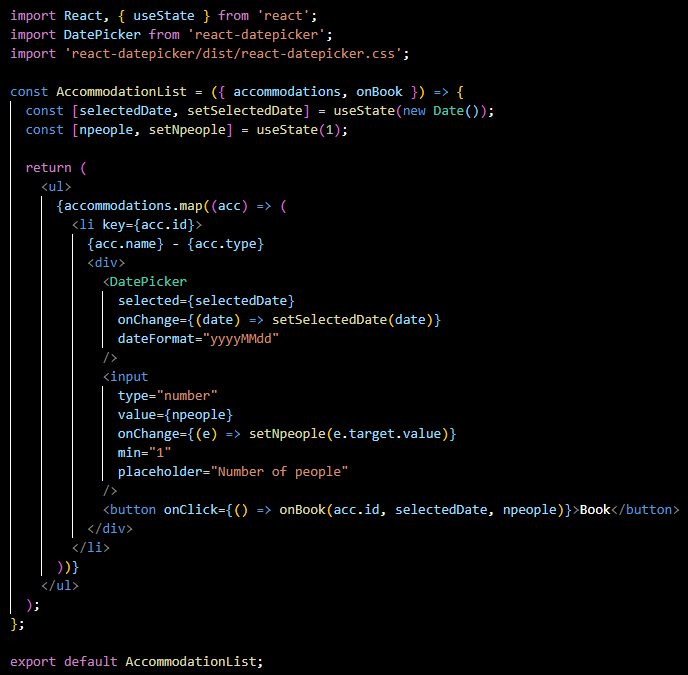 import React, { useState } from 'react';
import DatePicker from 'react-datepicker';
import 'react-datepicker/dist/react-datepicker.css';

const AccommodationList = ({ accommodations, onBook }) => {
  const [selectedDate, setSelectedDate] = useState(new Date());
  const [npeople, setNpeople] = useState(1);

  return (
    <ul>
      {accommodations.map((acc) => (
        <li key={acc.id}>
          {acc.name} - {acc.type}
          <div>
            <DatePicker
              selected={selectedDate}
              onChange={(date) => setSelectedDate(date)}
              dateFormat="yyyyMMdd"
            />
            <input
              type="number"
              value={npeople}
              onChange={(e) => setNpeople(e.target.value)}
              min="1"
              placeholder="Number of people"
            />
            <button onClick={() => onBook(acc.id, selectedDate, npeople)}>Book</button>
          </div>
        </li>
      ))}
    </ul>
  );
};

export default AccommodationList;